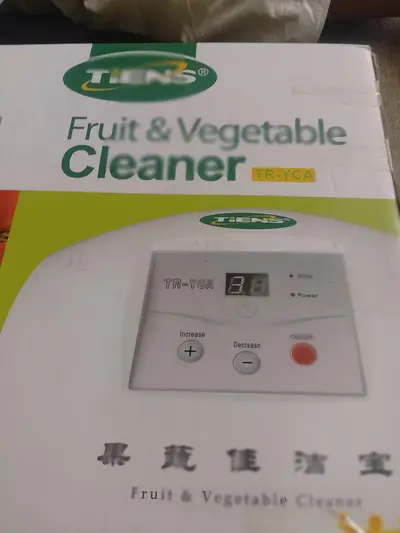 TIENS®
Fruit & Vegetable
Cleaner TR-YCA
TIENS
TR-YCA
Power
Increase
Decrease
+
−
果蔬佳洁宝
Fruit & Vegetable Cleaner